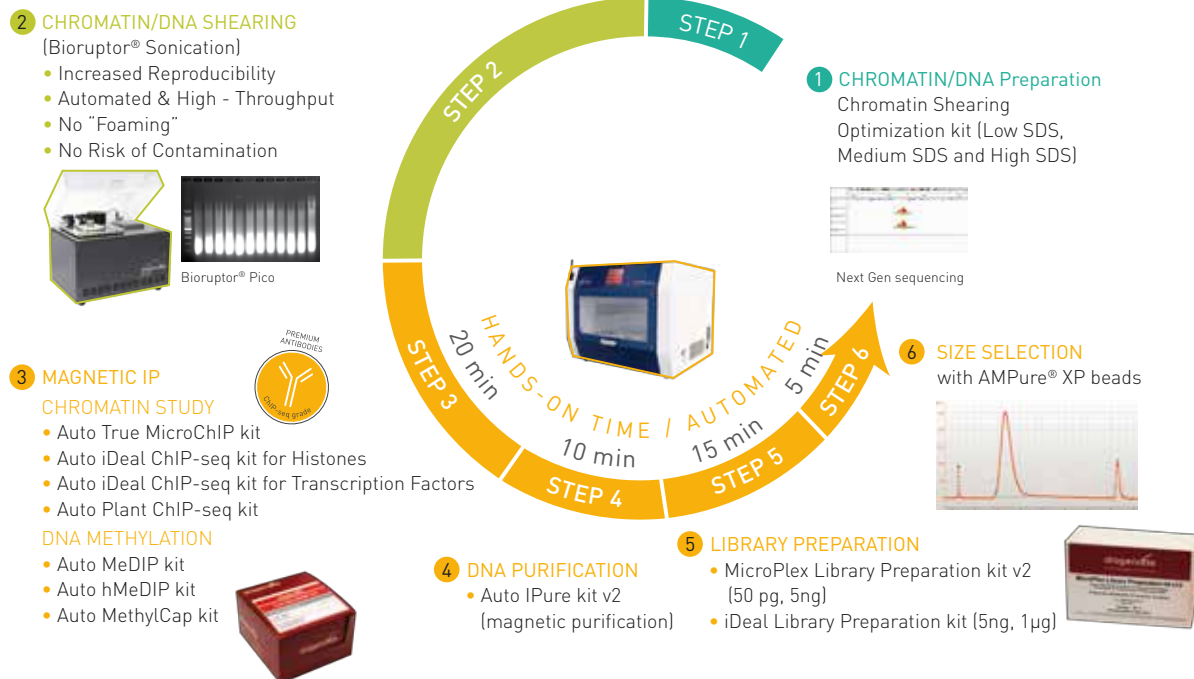 2 CHROMATIN/DNA SHEARING
(Bioruptor® Sonication)
• Increased Reproducibility
• Automated & High - Throughput
• No "Foaming"
• No Risk of Contamination
Bioruptor® Pico
STEP 1
STEP 2
STEP 3
STEP 4
STEP 5
STEP 6
1 CHROMATIN/DNA Preparation
Chromatin Shearing
Optimization kit (Low SDS,
Medium SDS and High SDS)
Next Gen sequencing
HANDS-ON TIME / AUTOMATED
20 min
10 min
15 min
5 min
PREMIUM
ANTIBODIES
ChIP-seq grade
3 MAGNETIC IP
CHROMATIN STUDY
• Auto True MicroChIP kit
• Auto iDeal ChIP-seq kit for Histones
• Auto iDeal ChIP-seq kit for Transcription Factors
• Auto Plant ChIP-seq kit
DNA METHYLATION
• Auto MeDIP kit
• Auto hMeDIP kit
• Auto MethylCap kit
4 DNA PURIFICATION
• Auto IPure kit v2
(magnetic purification)
5 LIBRARY PREPARATION
• MicroPlex Library Preparation kit v2
(50 pg, 5ng)
• iDeal Library Preparation kit (5ng, 1µg)
6 SIZE SELECTION
with AMPure® XP beads
diagenode